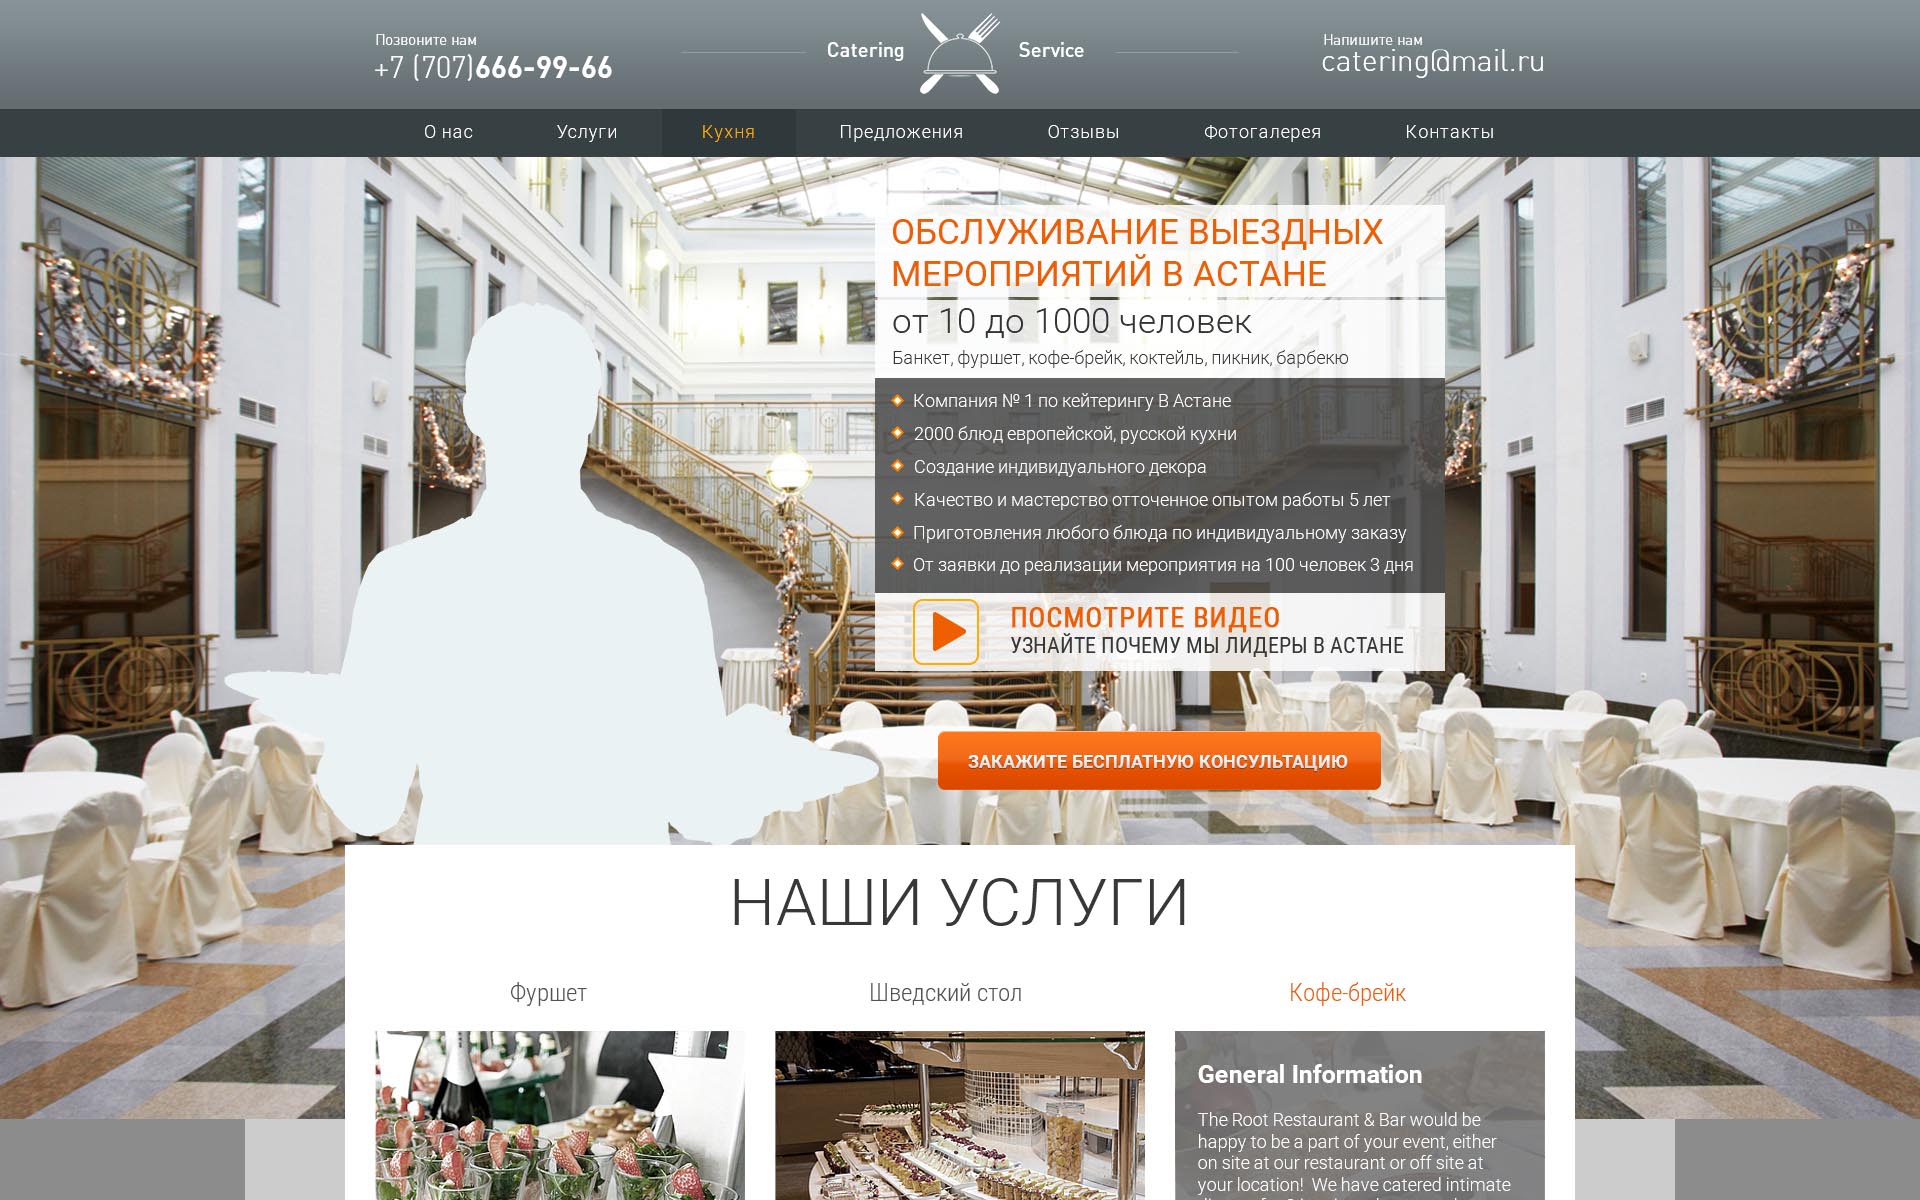 Позвоните нам
+7 (707)666-99-66
Catering Service
Напишите нам
catering@mail.ru
О нас
Услуги
Кухня
Предложения
Отзывы
Фотогалерея
Контакты
ОБСЛУЖИВАНИЕ ВЫЕЗДНЫХ
МЕРОПРИЯТИЙ В АСТАНЕ
от 10 до 1000 человек
Банкет, фуршет, кофе-брейк, коктейль, пикник, барбекю
Компания № 1 по кейтерингу В Астане
2000 блюд европейской, русской кухни
Создание индивидуального декора
Качество и мастерство отточенное опытом работы 5 лет
Приготовления любого блюда по индивидуальному заказу
От заявки до реализации мероприятия на 100 человек 3 дня
ПОСМОТРИТЕ ВИДЕО
УЗНАЙТЕ ПОЧЕМУ МЫ ЛИДЕРЫ В АСТАНЕ
ЗАКАЖИТЕ БЕСПЛАТНУЮ КОНСУЛЬТАЦИЮ
НАШИ УСЛУГИ
Фуршет
Шведский стол
Кофе-брейк
General Information
The Root Restaurant & Bar would be
happy to be a part of your event, either
on site at our restaurant or off site at
your location! We have catered intimate